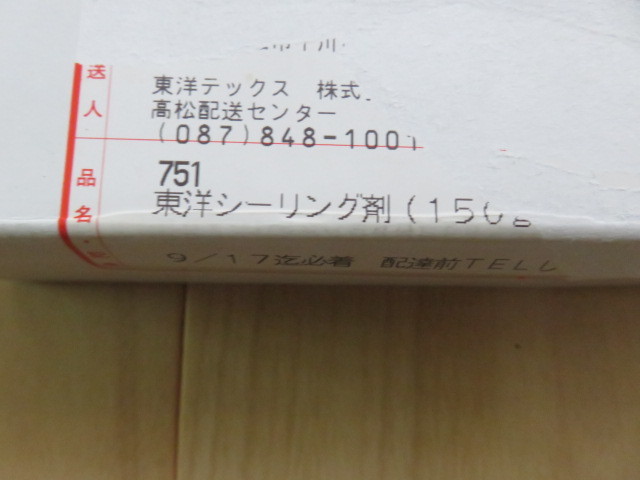 送人
東洋テックス 株式
高松配送センター
(087)848-1001
品名
751
東洋シーリング剤(150g
9/17迄必着 配達前TEL